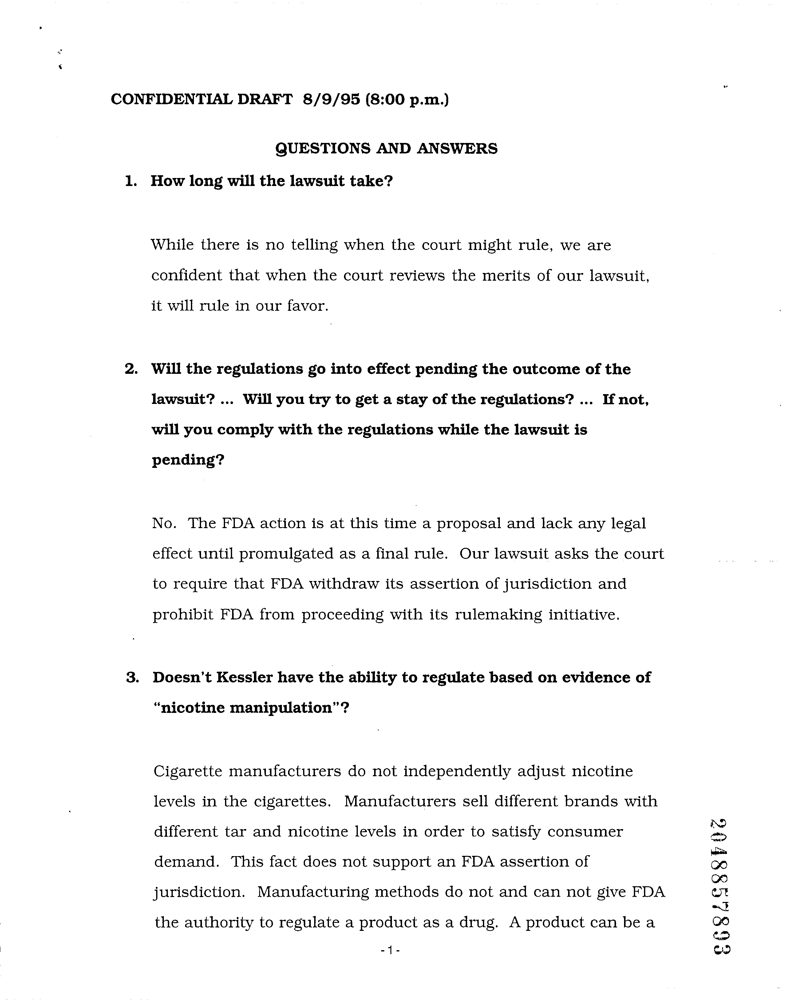 CONFIDENTIAL DRAFT 8/9/95 (8:00 p.m.)
QUESTIONS AND ANSWERS
1. How long will the lawsuit take?
While there is no telling when the court might rule, we are
confident that when the court reviews the merits of our lawsuit,
it will rule in our favor.
2. Will the regulations go into effect pending the outcome of the
lawsuit? ... Will you try to get a stay of the regulations? ... If not,
will you comply with the regulations while the lawsuit is
pending?
No. The FDA action is at this time a proposal and lack any legal
effect until promulgated as a final rule. Our lawsuit asks the court
to require that FDA withdraw its assertion of jurisdiction and
prohibit FDA from proceeding with its rulemaking initiative.
3. Doesn't Kessler have the ability to regulate based on evidence of
“nicotine manipulation”?
Cigarette manufacturers do not independently adjust nicotine
levels in the cigarettes. Manufacturers sell different brands with
different tar and nicotine levels in order to satisfy consumer
demand. This fact does not support an FDA assertion of
jurisdiction. Manufacturing methods do not and can not give FDA
the authority to regulate a product as a drug. A product can be a
-1-
2048857893